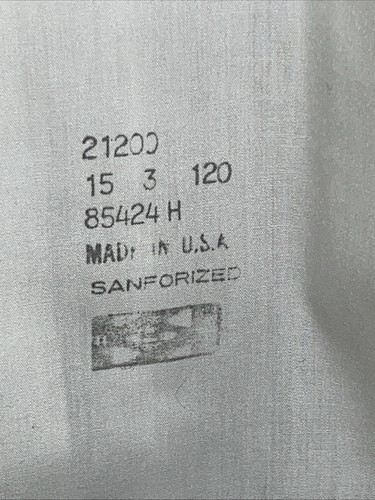 21200
15 3 120
85424 H
MADE IN U.S.A
SANFORIZED